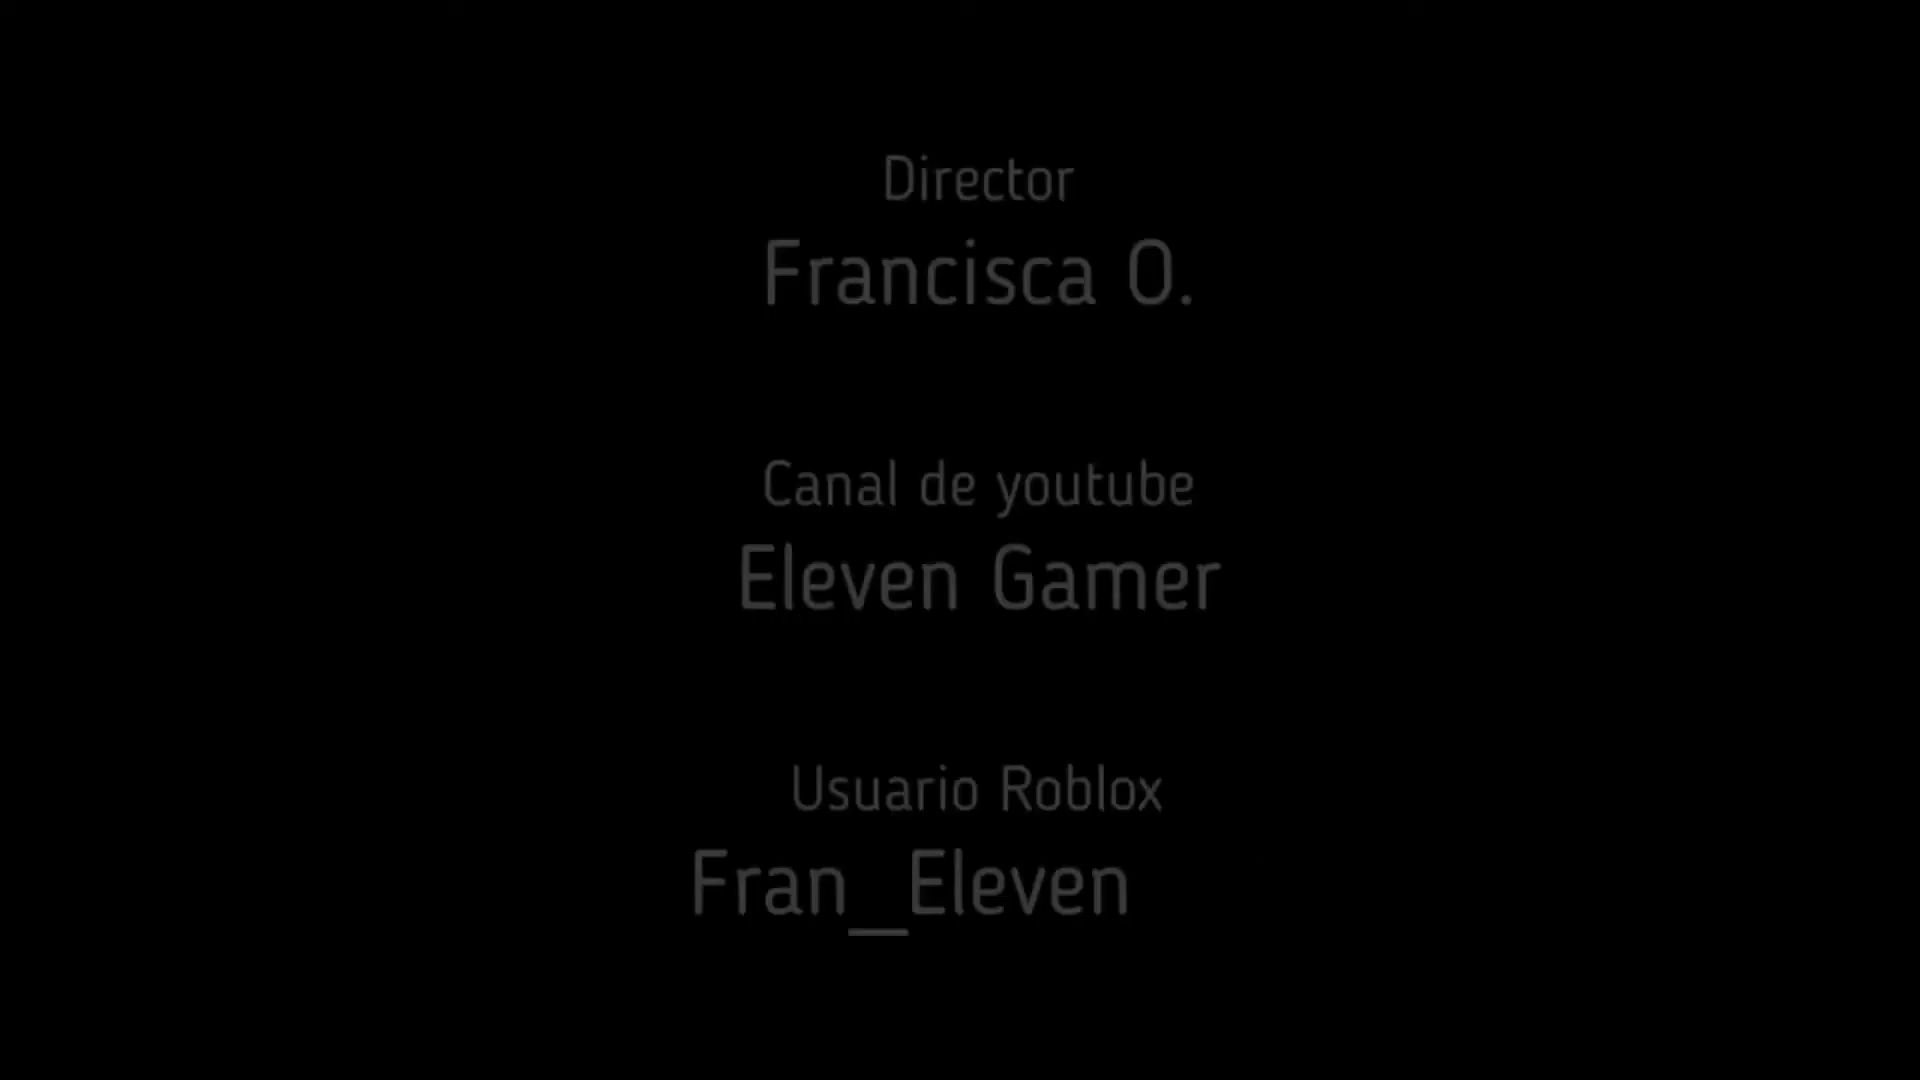 Director
Francisca O.
Canal de youtube
Eleven Gamer
Usuario Roblox
Fran_Eleven